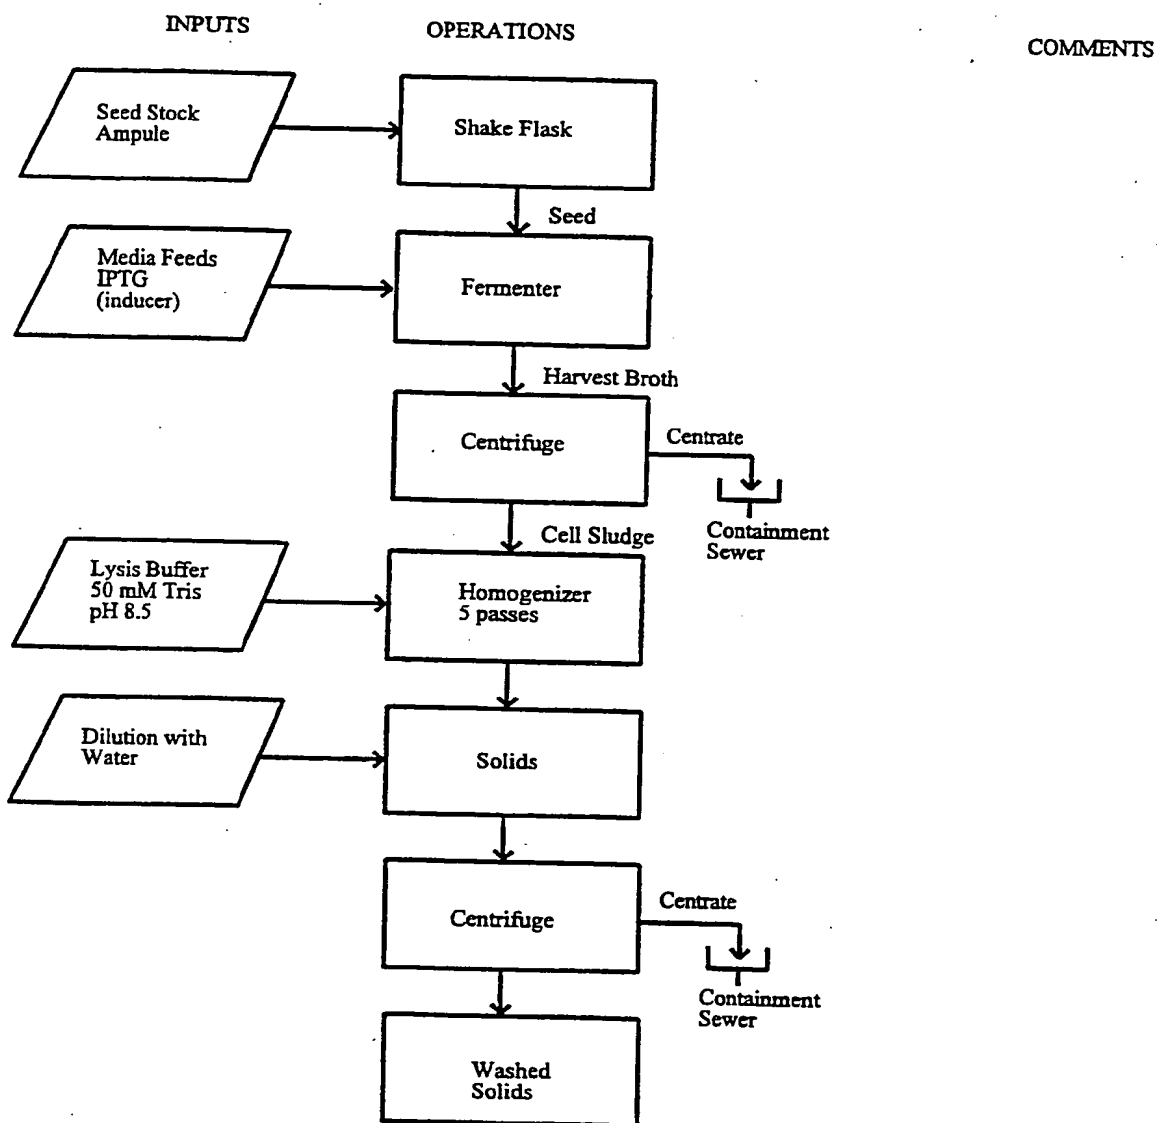 INPUTS
OPERATIONS
COMMENTS
Seed Stock
Ampule
Shake Flask
Seed
Media Feeds
IPTG
(inducer)
Fermenter
Harvest Broth
Centrifuge
Centrate
Containment
Sewer
Cell Sludge
Lysis Buffer
50 mM Tris
pH 8.5
Homogenizer
5 passes
Dilution with
Water
Solids
Centrifuge
Centrate
Containment
Sewer
Washed
Solids